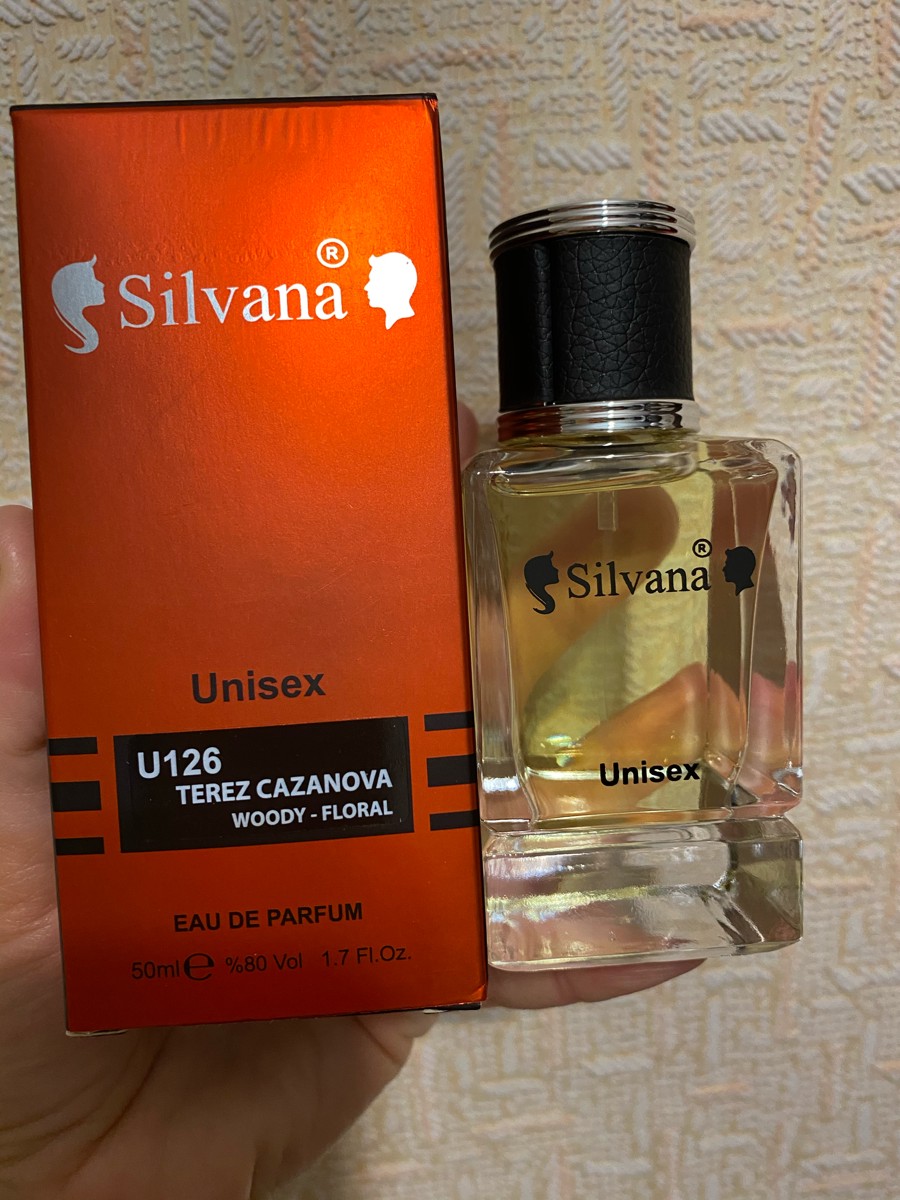 Silvana®
Unisex
U126
TEREZ CAZANOVA
WOODY - FLORAL
EAU DE PARFUM
50ml℮ %80 Vol 1.7 Fl.Oz.
Silvana®
Unisex